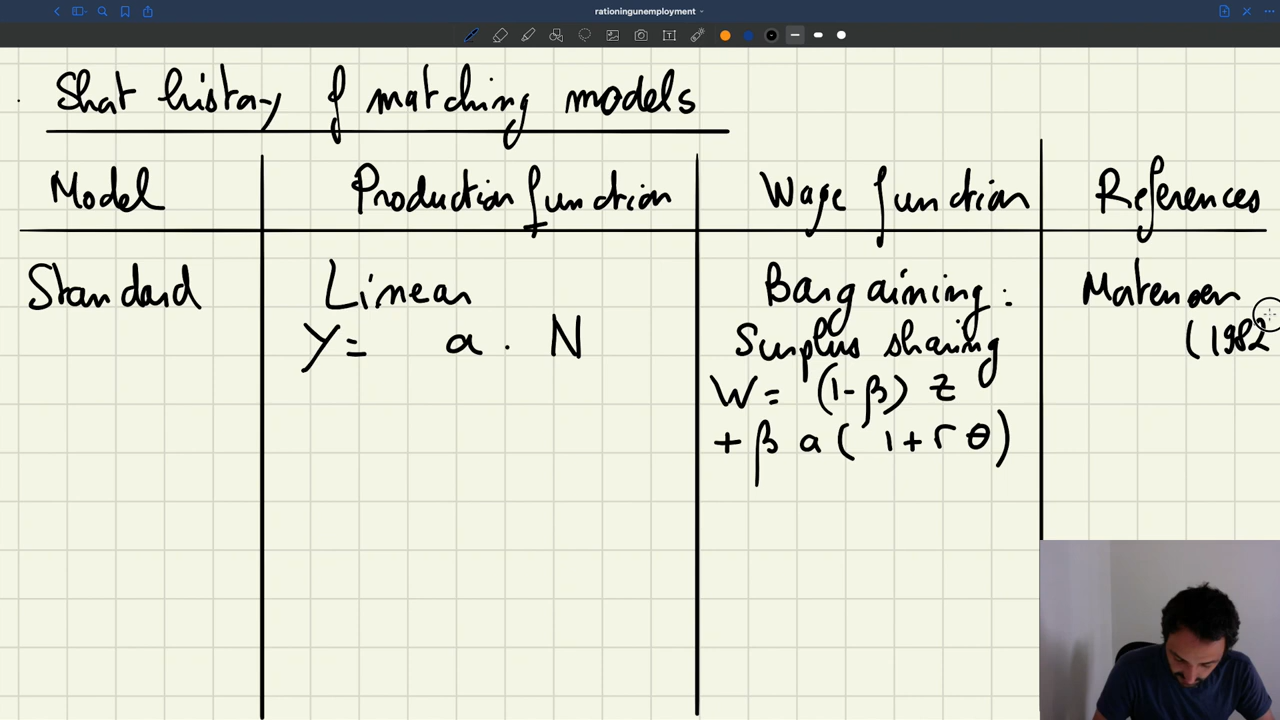 rationingunemployment
Short history of matching models
Model
Production function
Wage function
References
Standard
Linear
Y = a . N
Bargaining:
Surplus sharing
W = (1-β) z
+ β a ( 1 + r θ )
Mortensen
(1982